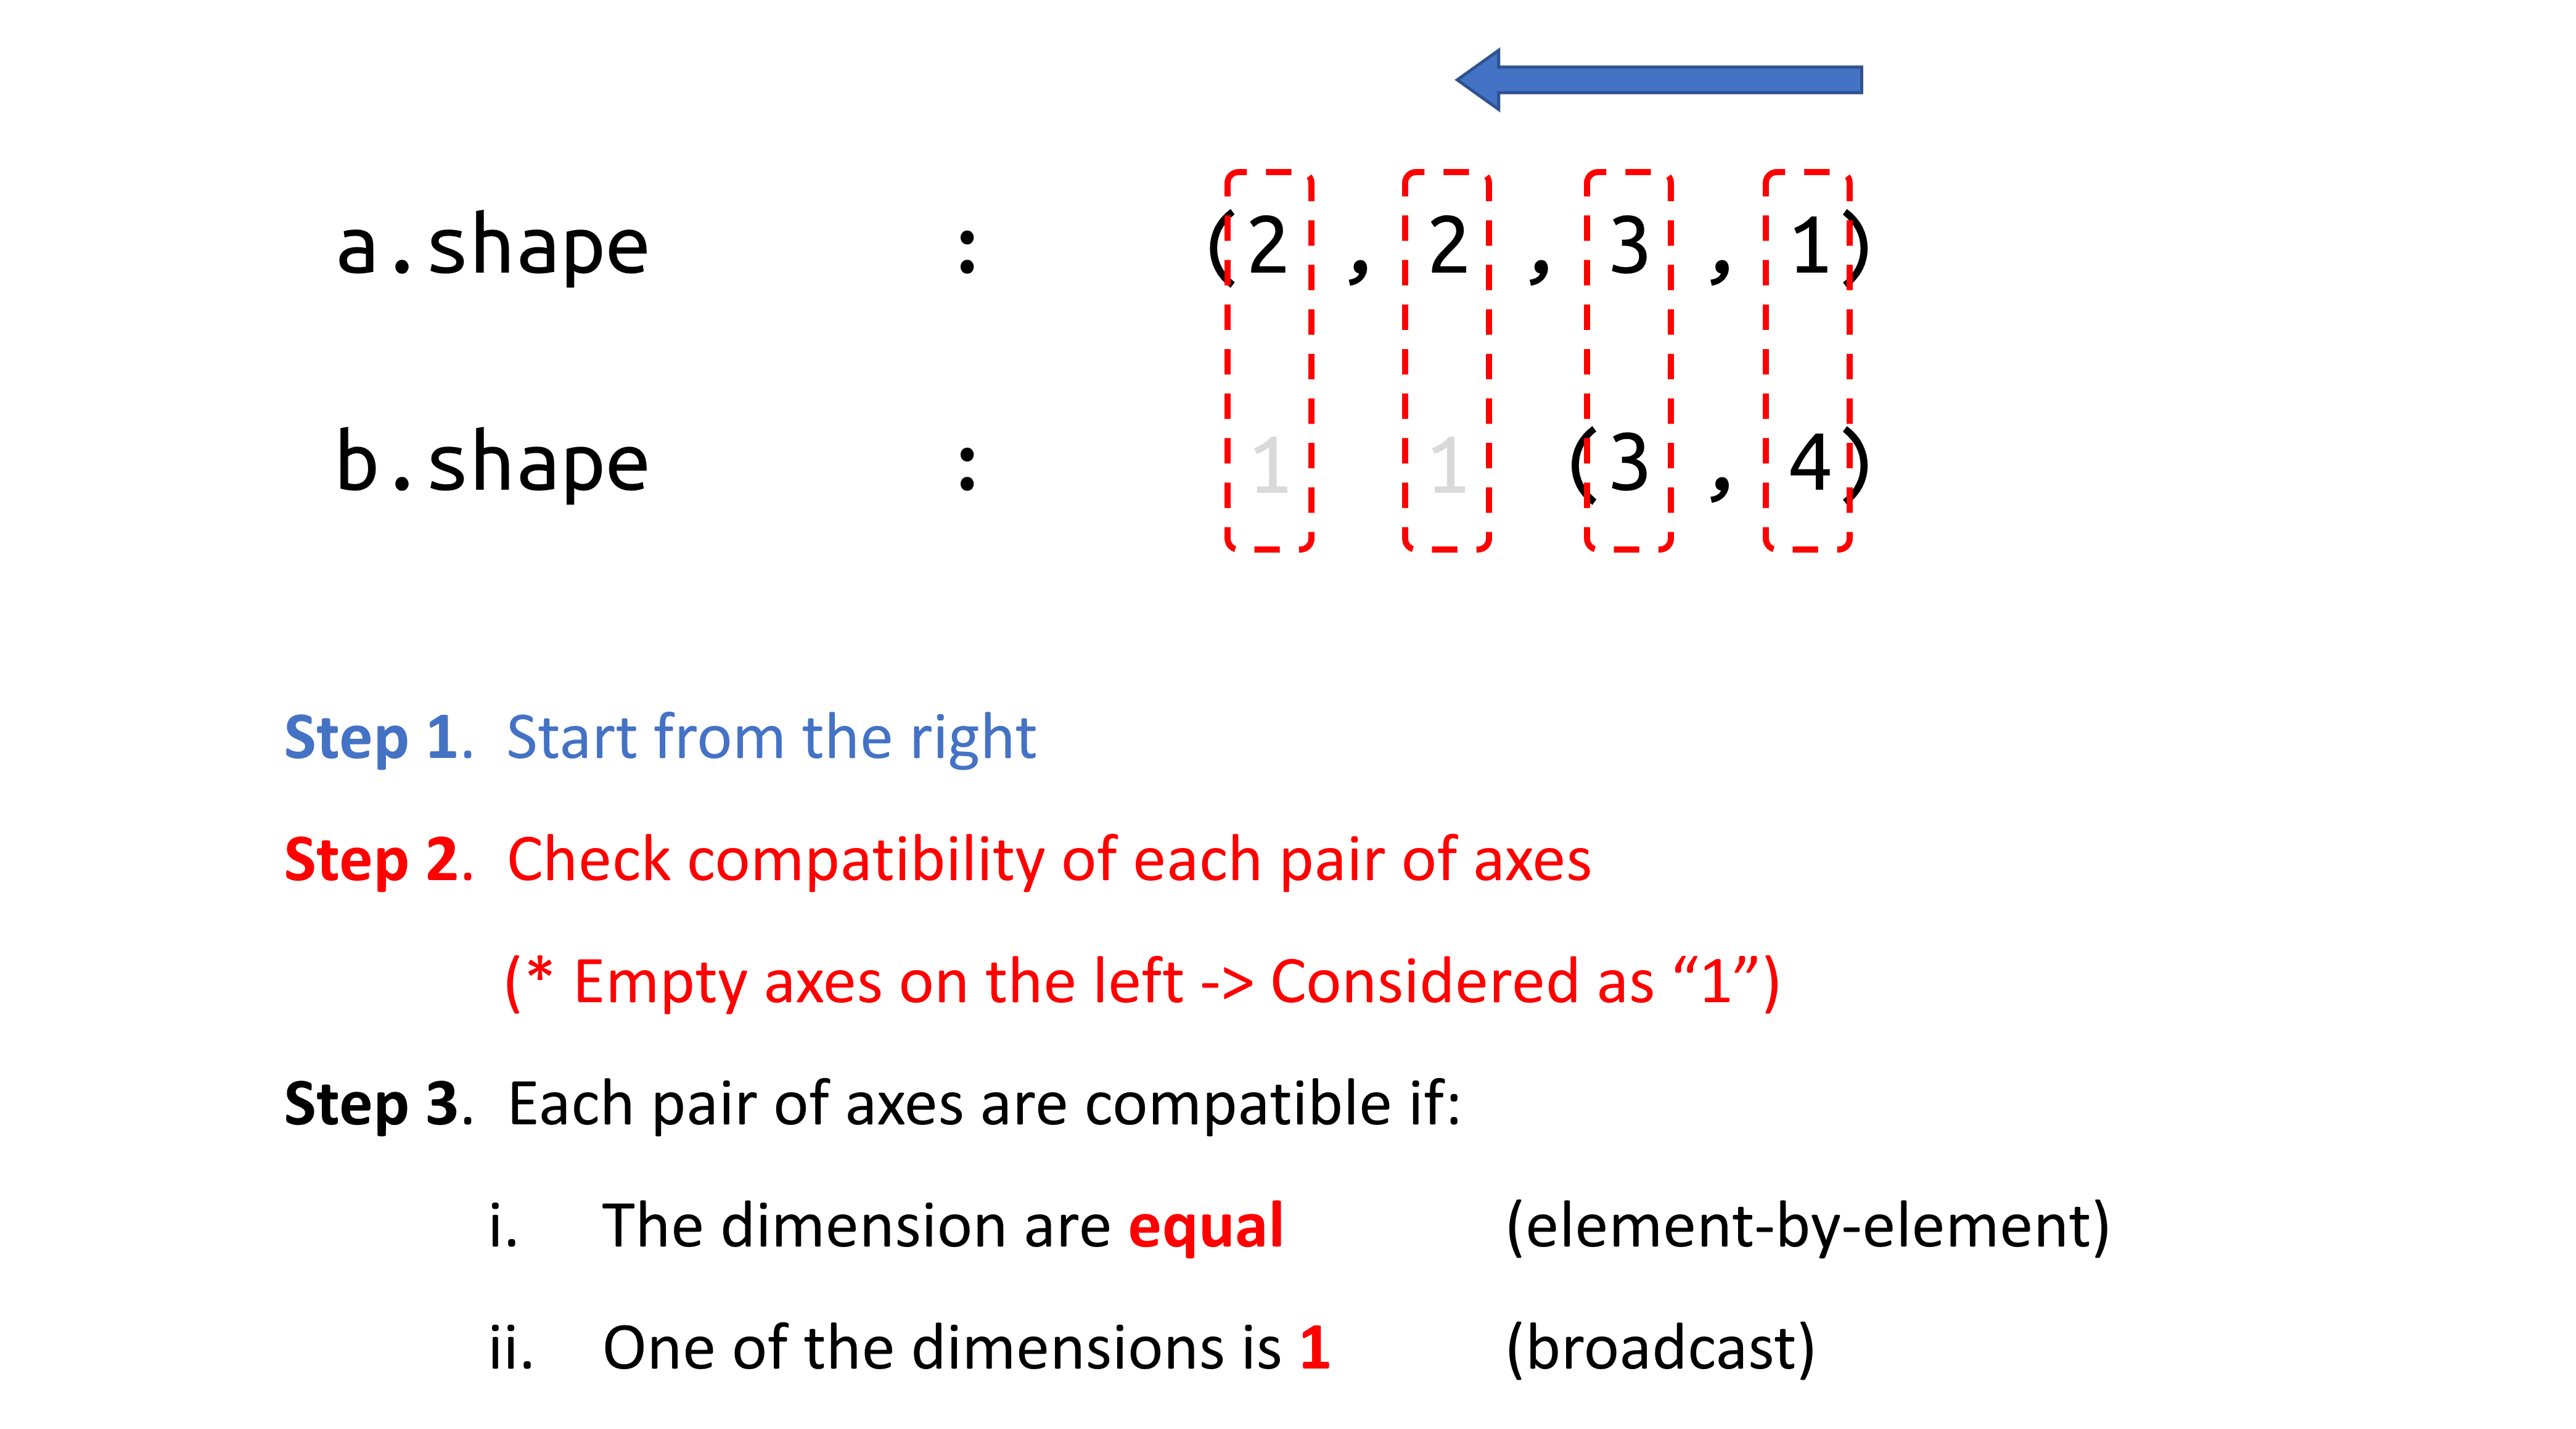 a.shape : (2 , 2 , 3 , 1)
b.shape : 1 1 (3 , 4)
Step 1. Start from the right
Step 2. Check compatibility of each pair of axes
(* Empty axes on the left -> Considered as “1”)
Step 3. Each pair of axes are compatible if:
i. The dimension are equal (element-by-element)
ii. One of the dimensions is 1 (broadcast)